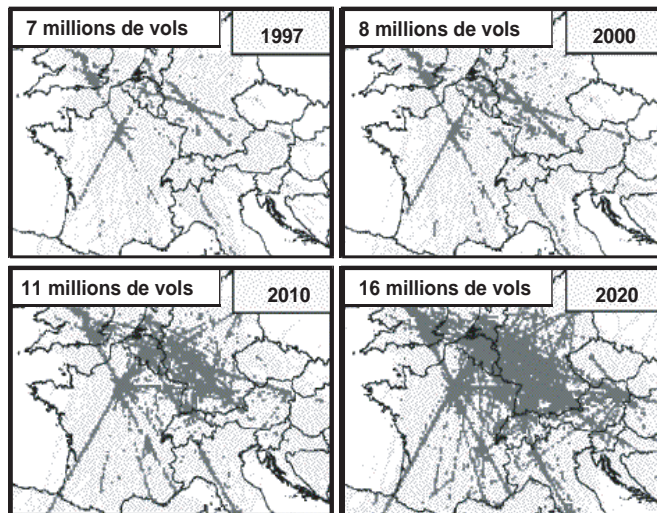 7 millions de vols
1997
8 millions de vols
2000
11 millions de vols
2010
16 millions de vols
2020